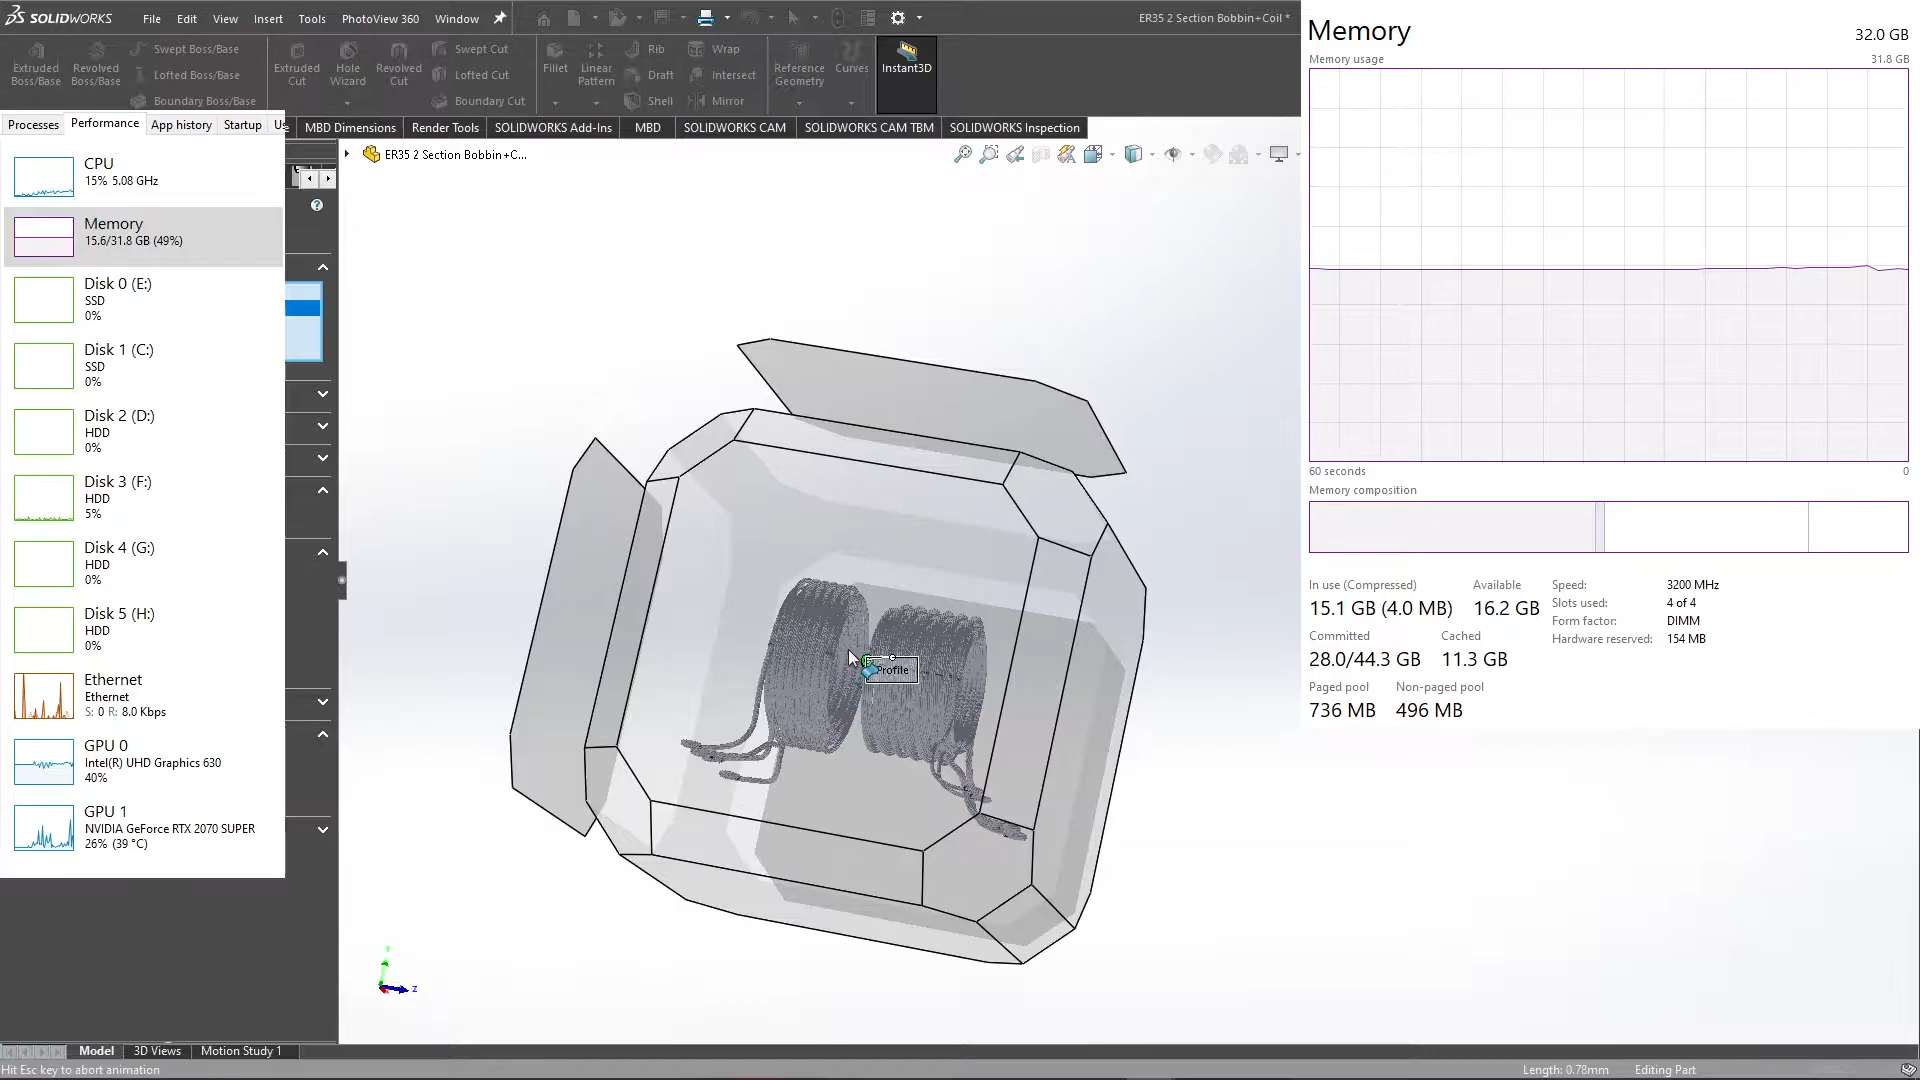 SOLIDWORKS
File Edit View Insert Tools PhotoView 360 Window
ER35 2 Section Bobbin+Coil *
Extruded Boss/Base
Revolved Boss/Base
Swept Boss/Base
Lofted Boss/Base
Boundary Boss/Base
Extruded Cut
Hole Wizard
Revolved Cut
Swept Cut
Lofted Cut
Boundary Cut
Fillet
Linear Pattern
Rib
Draft
Shell
Wrap
Intersect
Mirror
Reference Geometry
Curves
Instant3D
MBD Dimensions
Render Tools
SOLIDWORKS Add-Ins
MBD
SOLIDWORKS CAM
SOLIDWORKS CAM TBM
SOLIDWORKS Inspection
Processes Performance App history Startup
ER35 2 Section Bobbin+C...
CPU
15% 5.08 GHz
Memory
15.6/31.8 GB (49%)
Disk 0 (E:)
SSD
0%
Disk 1 (C:)
SSD
0%
Disk 2 (D:)
HDD
0%
Disk 3 (F:)
HDD
5%
Disk 4 (G:)
HDD
0%
Disk 5 (H:)
HDD
0%
Ethernet
Ethernet
S: 0 R: 8.0 Kbps
GPU 0
Intel(R) UHD Graphics 630
40%
GPU 1
NVIDIA GeForce RTX 2070 SUPER
26% (39 °C)
Profile
z
Memory
32.0 GB
Memory usage
31.8 GB
60 seconds
0
Memory composition
In use (Compressed)
15.1 GB (4.0 MB)
Available
16.2 GB
Committed
28.0/44.3 GB
Cached
11.3 GB
Paged pool
736 MB
Non-paged pool
496 MB
Speed: 3200 MHz
Slots used: 4 of 4
Form factor: DIMM
Hardware reserved: 154 MB
Model 3D Views Motion Study 1
Hit Esc key to abort animation
Length: 0.78mm
Editing Part